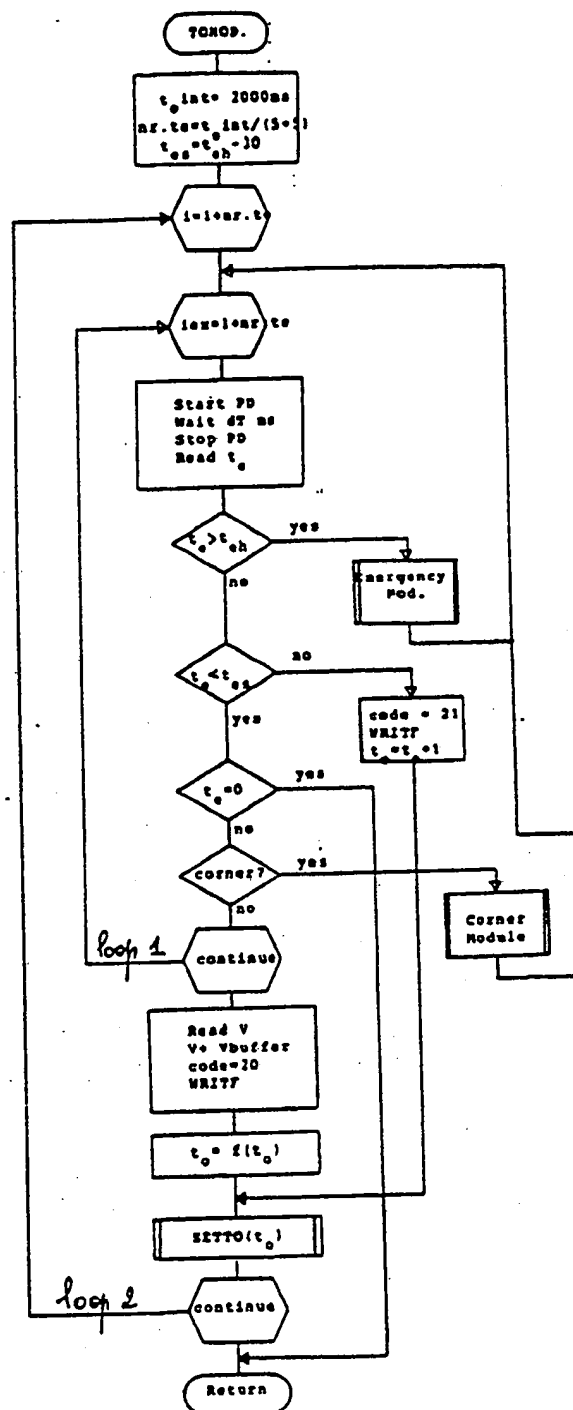 TOMOD.
t_e int= 2000ms
nr.te=t_e int/(5*5)
t_es=t_eh-10
i=1+nr.te
iex=1+nr.te
Start PD
Wait dT ms
Stop PD
Read t_e
t_e>t_eh
yes
no
Emergency
Mod.
t_e<t_es
no
yes
code = 21
WRITF
t_o=t_o+1
t_e=0
yes
no
corner?
yes
no
Corner
Module
loop 1
continue
Read V
V+ Vbuffer
code=20
WRITF
t_o= f(t_o)
SETTO(t_o)
loop 2
continue
Return